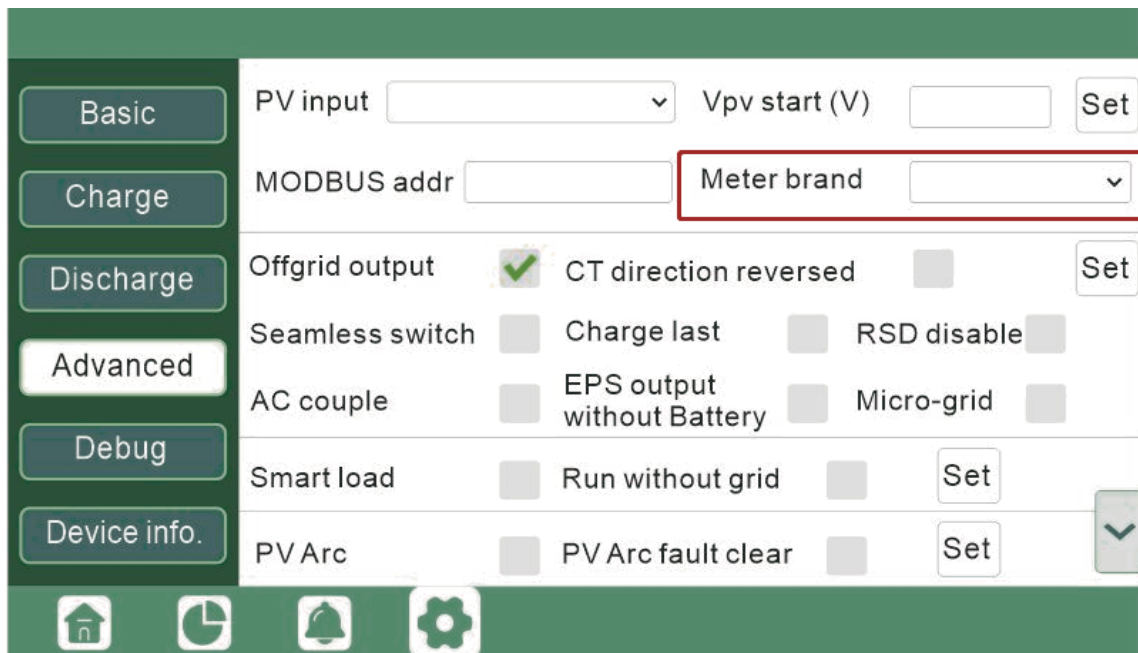 Basic
Charge
Discharge
Advanced
Debug
Device info.
PV input Vpv start (V) Set
MODBUS addr Meter brand
Offgrid output CT direction reversed Set
Seamless switch Charge last RSD disable
AC couple EPS output without Battery Micro-grid
Smart load Run without grid Set
PV Arc PV Arc fault clear Set